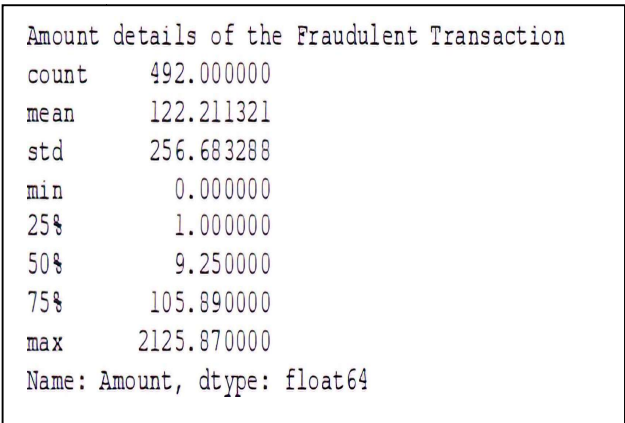 Amount details of the Fraudulent Transaction
count 492.000000
mean 122.211321
std 256.683288
min 0.000000
25% 1.000000
50% 9.250000
75% 105.890000
max 2125.870000
Name: Amount, dtype: float64